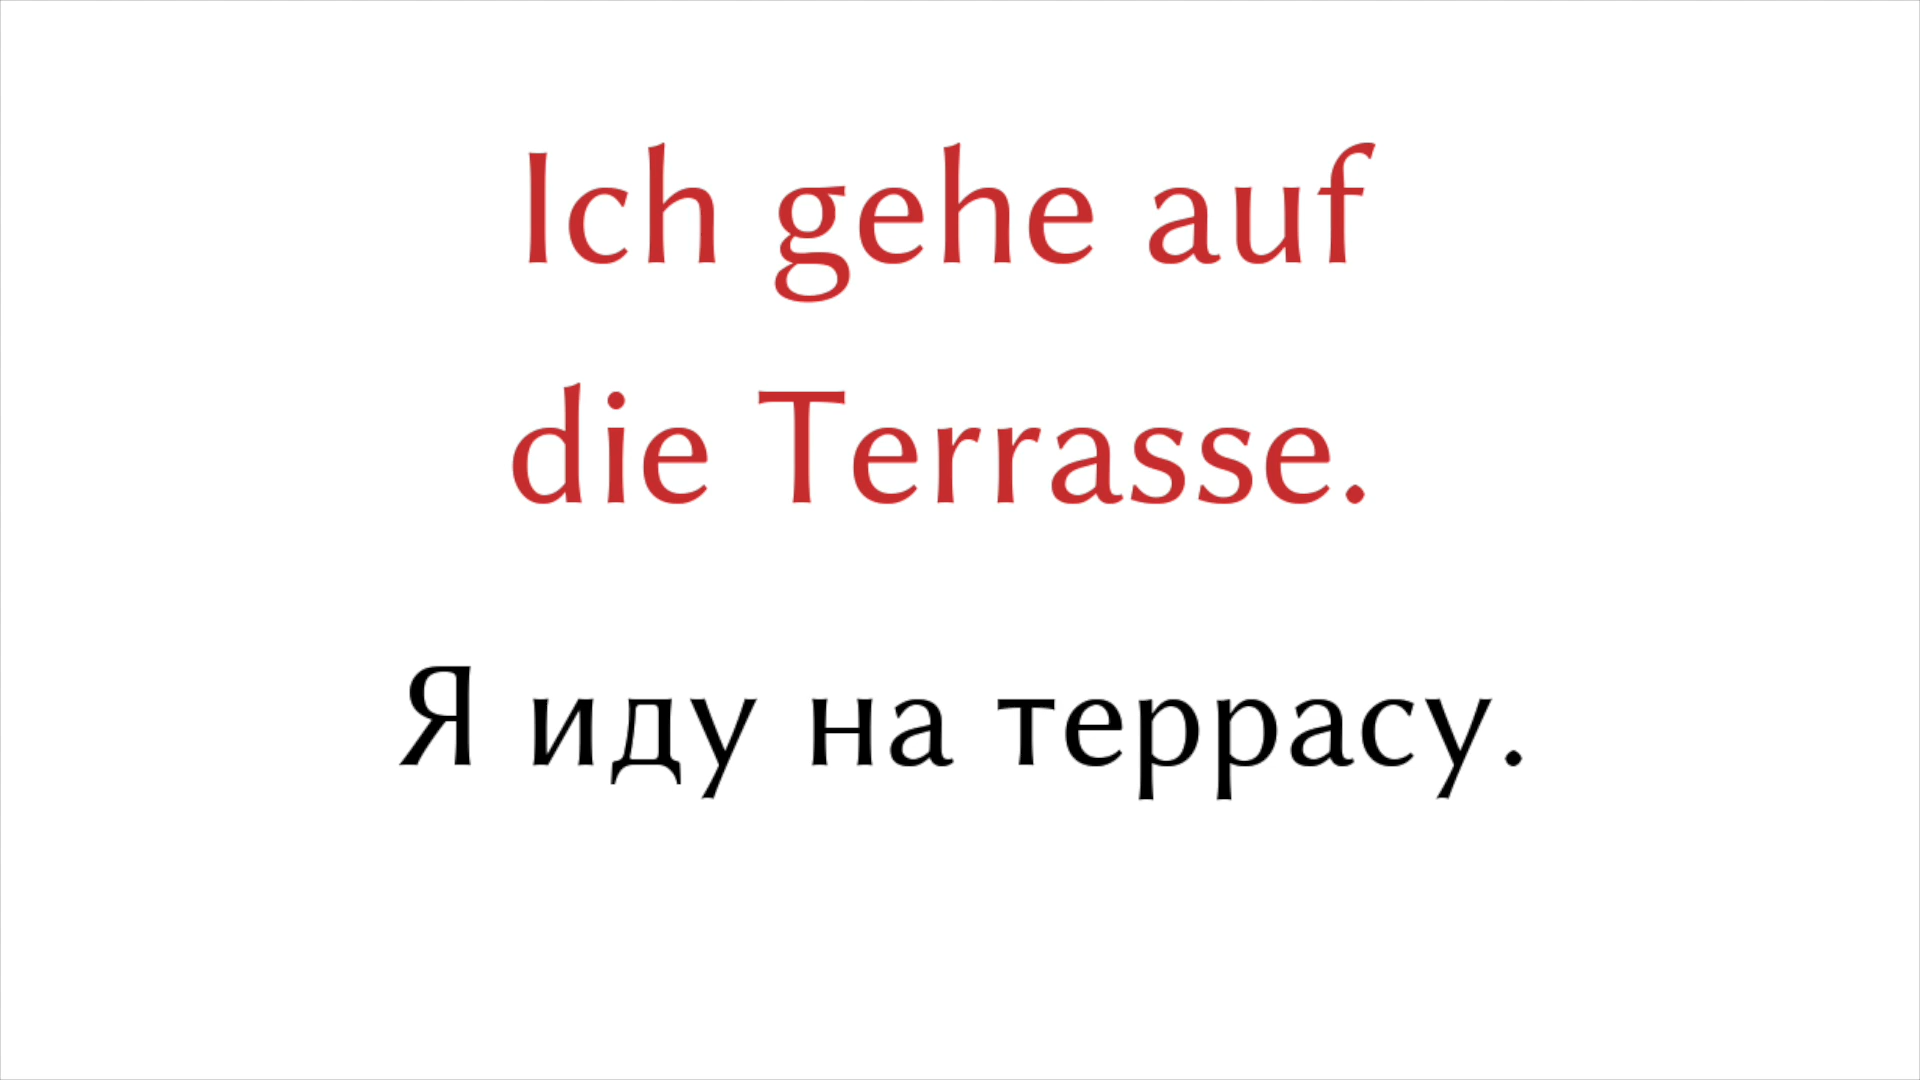 Ich gehe auf
die Terrasse.
Я иду на террасу.